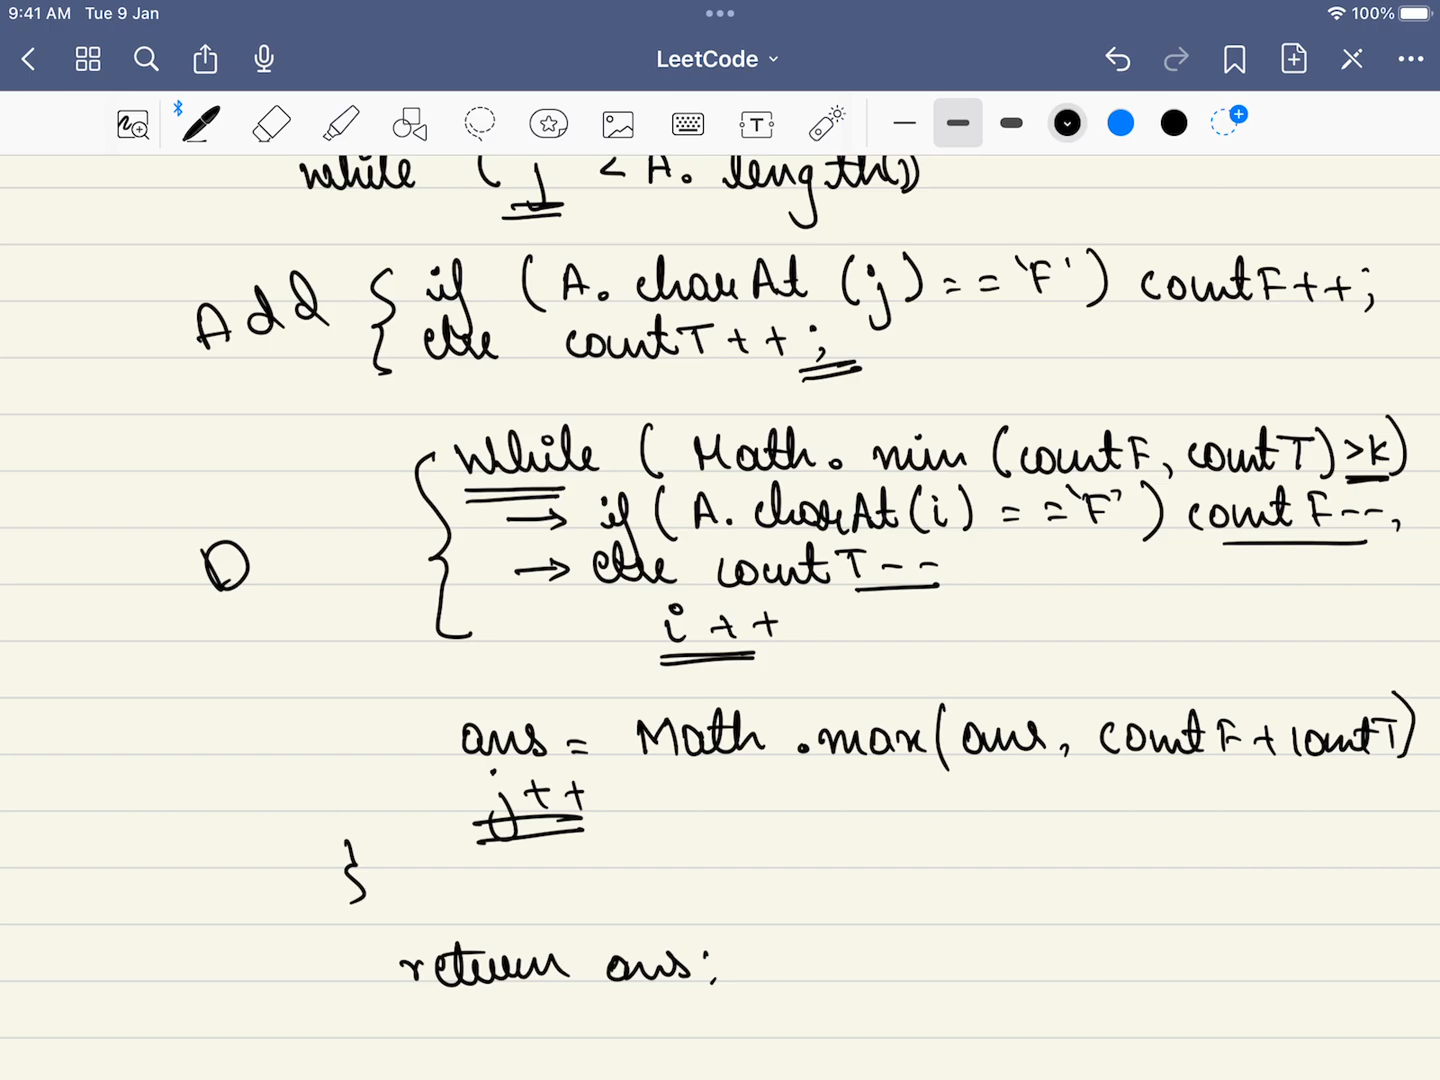 9:41 AM Tue 9 Jan
100%
LeetCode
while ( j < A. length())
Add { if ( A. charAt (j) == 'F' ) countF++;
else countT++;
while ( Math. min (countF, countT) >k)
→ if ( A. charAt(i) == 'F' ) countF--,
D
→ else countT--
i++
ans = Math .max(ans, countF+countT)
j++
}
return ans;